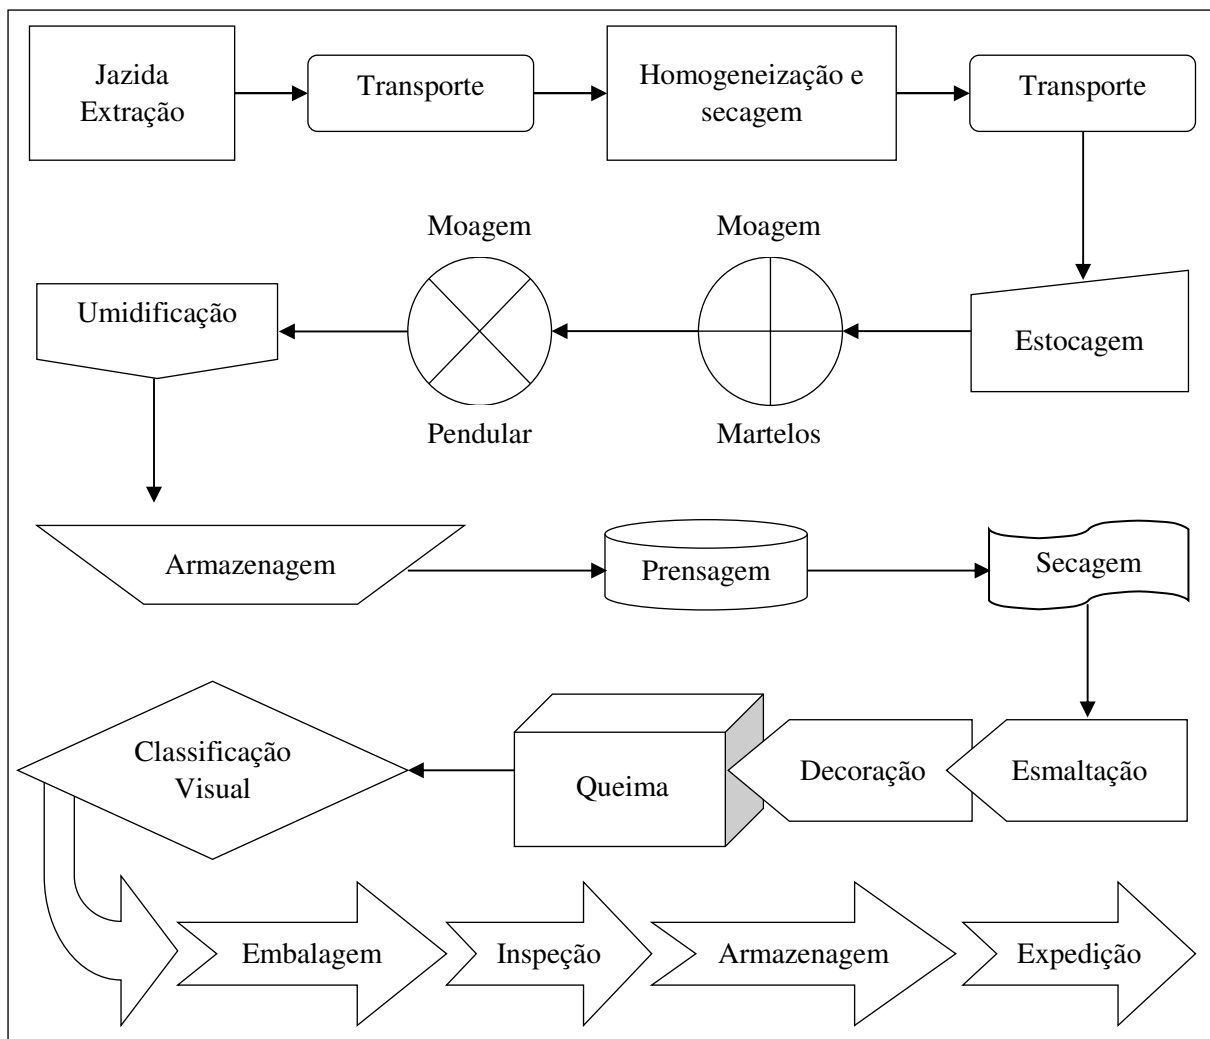 Jazida
Extração
Transporte
Homogeneização e
secagem
Transporte
Estocagem
Moagem
Martelos
Moagem
Pendular
Umidificação
Armazenagem
Prensagem
Secagem
Esmaltação
Decoração
Queima
Classificação
Visual
Embalagem
Inspeção
Armazenagem
Expedição